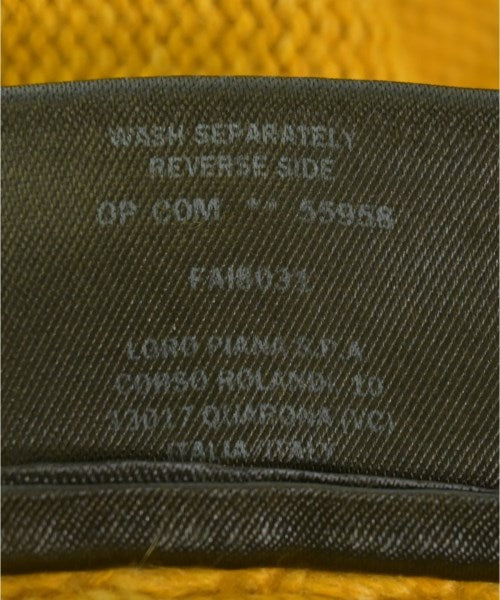 WASH SEPARATELY
REVERSE SIDE
OP COM ** 55958
FAI8031
LORO PIANA S.P.A.
CORSO ROLANDI, 10
13017 QUARONA (VC)
ITALIA/ITALY